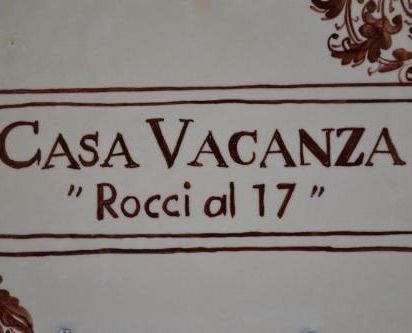 CASA VACANZA
"Rocci al 17"